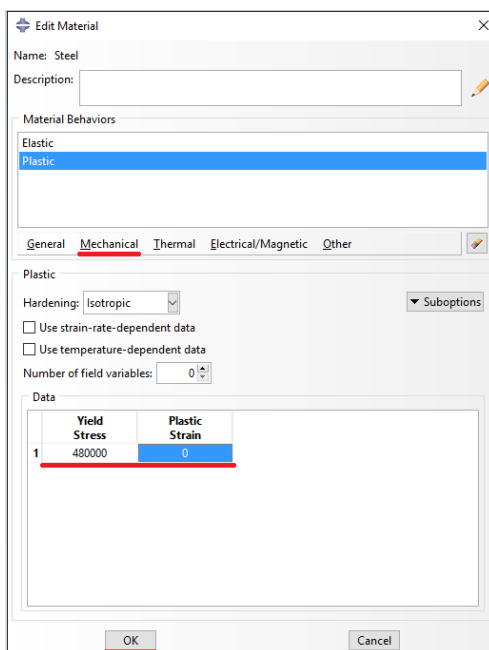 Edit Material
Name: Steel
Description:
Material Behaviors
Elastic
Plastic
General Mechanical Thermal Electrical/Magnetic Other
Plastic
Hardening: Isotropic Suboptions
Use strain-rate-dependent data
Use temperature-dependent data
Number of field variables: 0
Data
Yield Plastic
Stress Strain
1 480000 0
OK Cancel